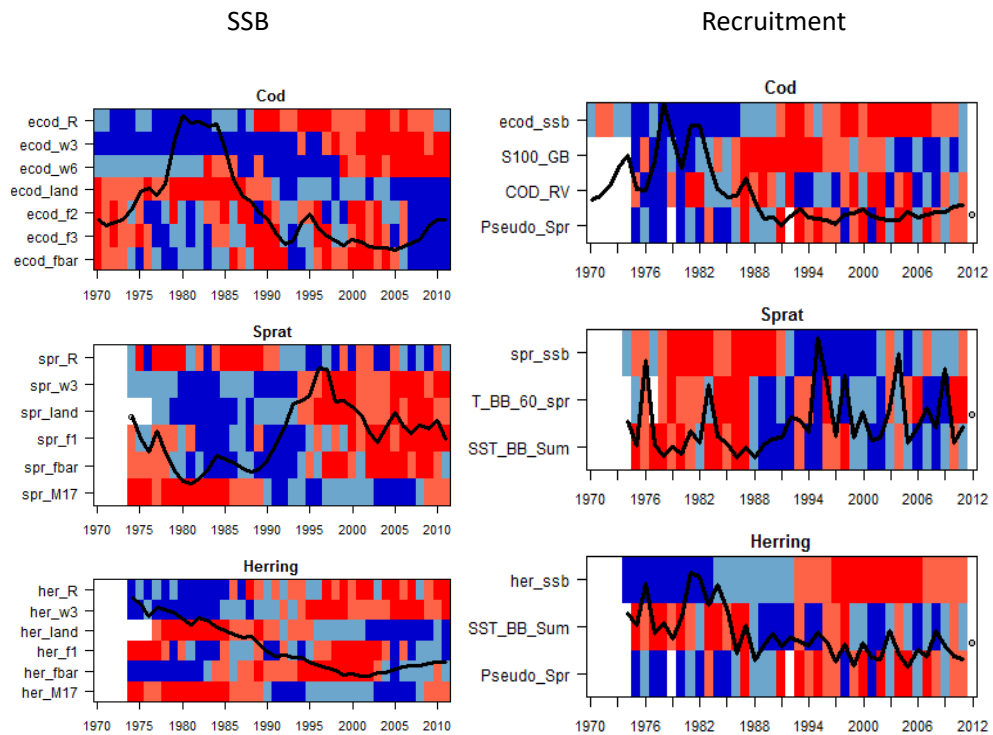 SSB
Recruitment
Cod
ecod_R
ecod_w3
ecod_w6
ecod_land
ecod_f2
ecod_f3
ecod_fbar
1970 1975 1980 1985 1990 1995 2000 2005 2010
Sprat
spr_R
spr_w3
spr_land
spr_f1
spr_fbar
spr_M17
1970 1975 1980 1985 1990 1995 2000 2005 2010
Herring
her_R
her_w3
her_land
her_f1
her_fbar
her_M17
1970 1975 1980 1985 1990 1995 2000 2005 2010
Cod
ecod_ssb
S100_GB
COD_RV
Pseudo_Spr
1970 1976 1982 1988 1994 2000 2006 2012
Sprat
spr_ssb
T_BB_60_spr
SST_BB_Sum
1970 1976 1982 1988 1994 2000 2006 2012
Herring
her_ssb
SST_BB_Sum
Pseudo_Spr
1970 1976 1982 1988 1994 2000 2006 2012